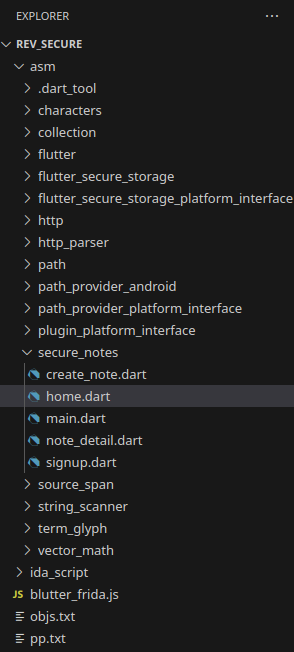 EXPLORER ...
REV_SECURE
asm
.dart_tool
characters
collection
flutter
flutter_secure_storage
flutter_secure_storage_platform_interface
http
http_parser
path
path_provider_android
path_provider_platform_interface
plugin_platform_interface
secure_notes
create_note.dart
home.dart
main.dart
note_detail.dart
signup.dart
source_span
string_scanner
term_glyph
vector_math
ida_script
JS blutter_frida.js
objs.txt
pp.txt